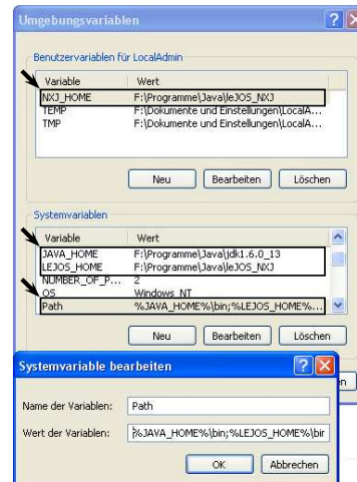 Umgebungsvariablen
Benutzervariablen für LocalAdmin
Variable Wert
NXJ_HOME F:\Programme\Java\leJOS_NXJ
TEMP F:\Dokumente und Einstellungen\LocalA...
TMP F:\Dokumente und Einstellungen\LocalA...
Neu Bearbeiten Löschen
Systemvariablen
Variable Wert
JAVA_HOME F:\Programme\Java\jdk1.6.0_13
LEJOS_HOME F:\Programme\Java\leJOS_NXJ
NUMBER_OF_P... 2
OS Windows_NT
Path %JAVA_HOME%\bin;%LEJOS_HOME%...
Neu Bearbeiten Löschen
Systemvariable bearbeiten
Name der Variablen: Path
Wert der Variablen: %JAVA_HOME%\bin;%LEJOS_HOME%\bin
OK Abbrechen